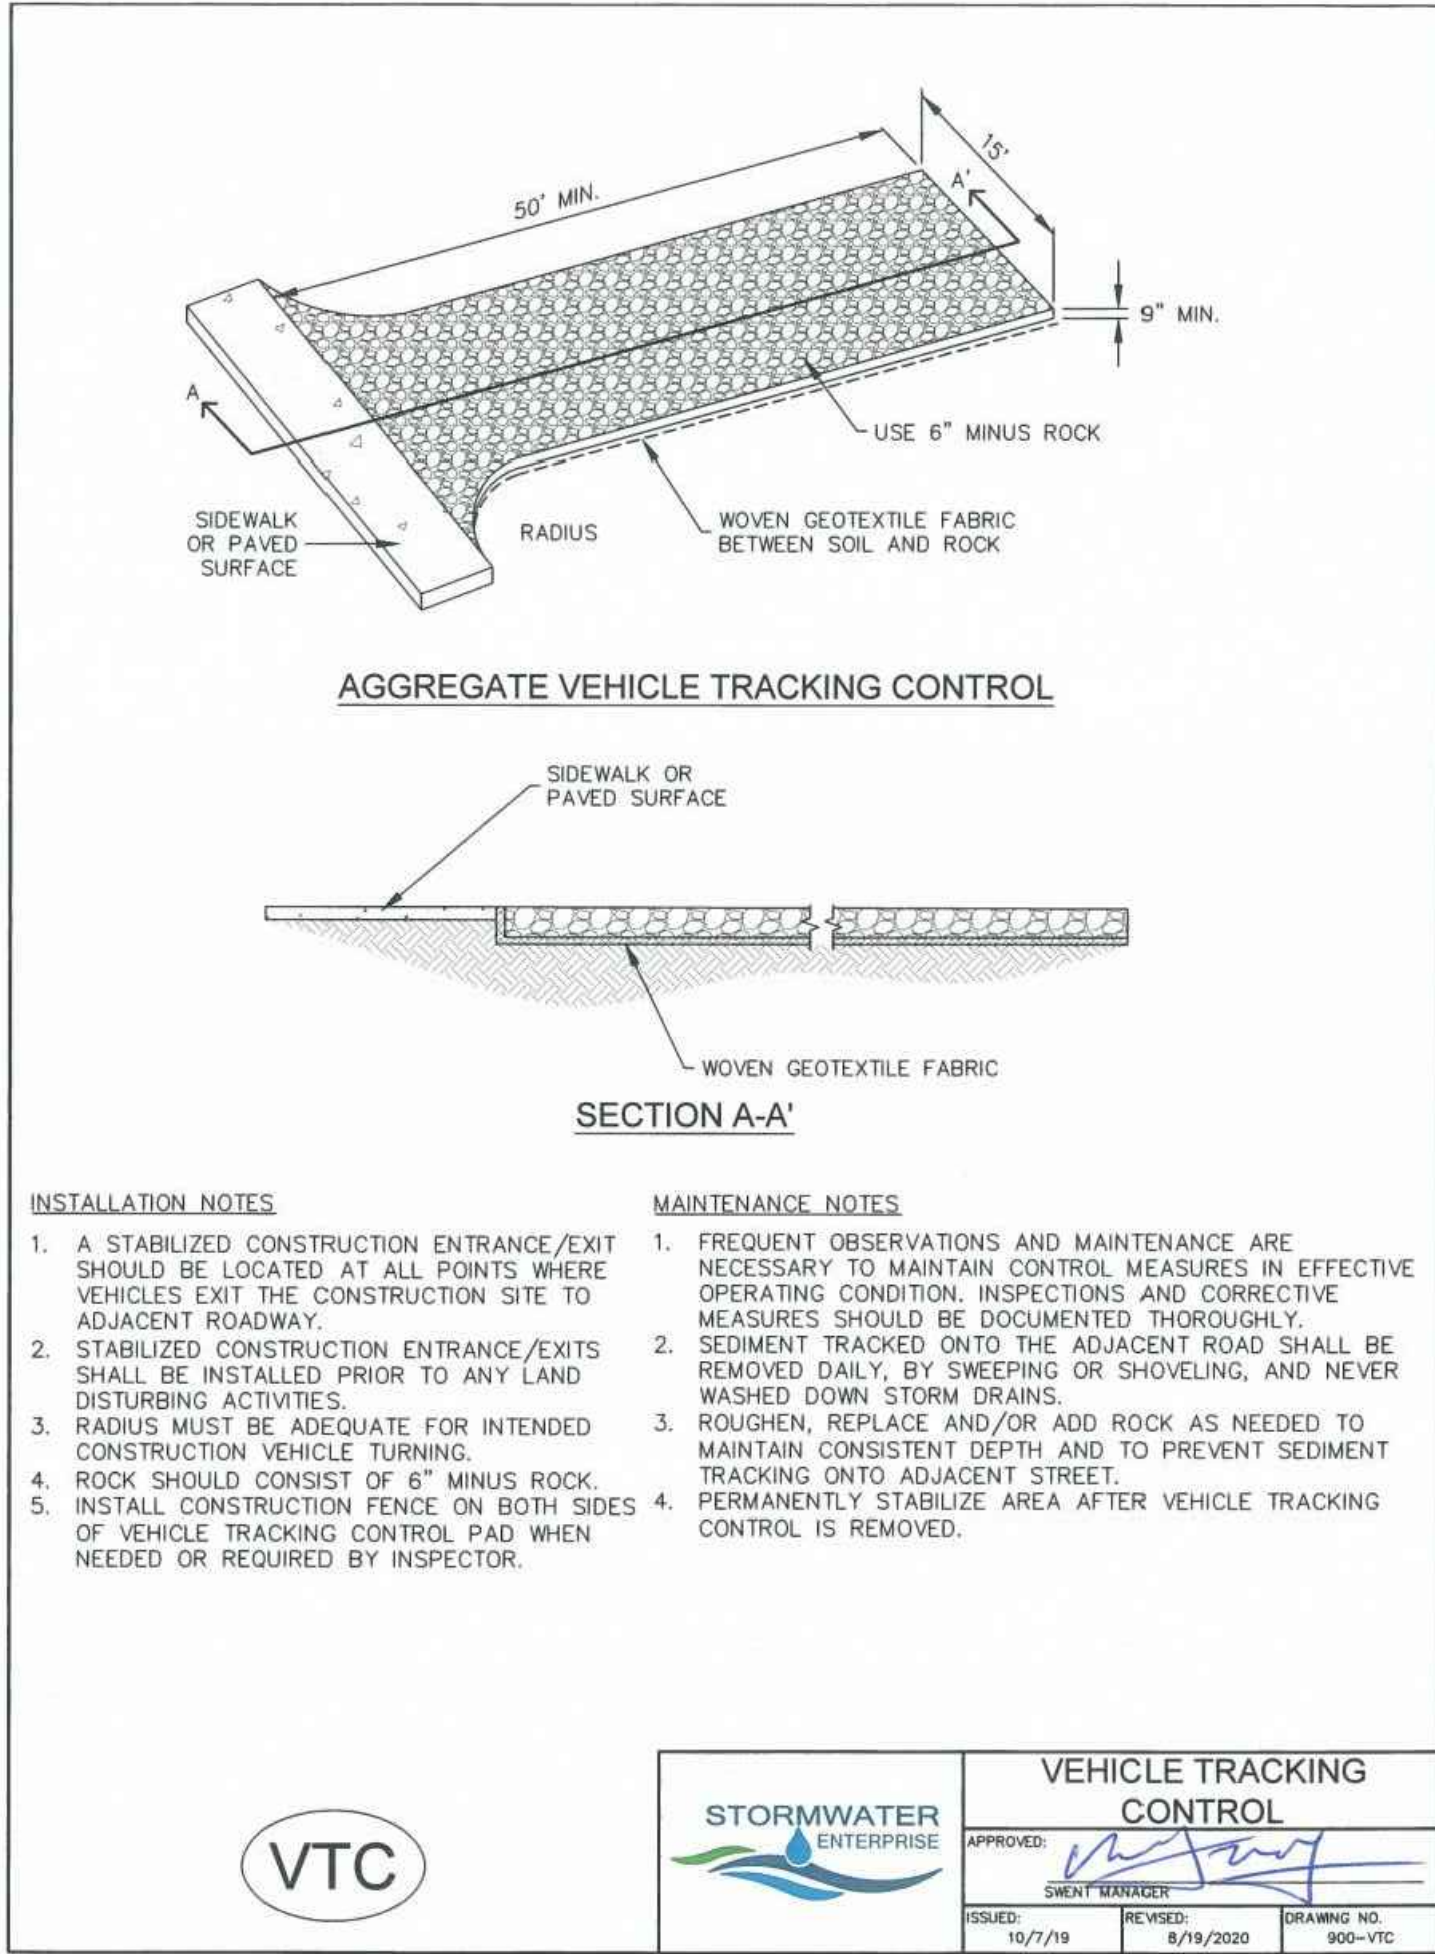 50' MIN.
15'
A'
9" MIN.
A
USE 6" MINUS ROCK
SIDEWALK
OR PAVED
SURFACE
RADIUS
WOVEN GEOTEXTILE FABRIC
BETWEEN SOIL AND ROCK
AGGREGATE VEHICLE TRACKING CONTROL
SIDEWALK OR
PAVED SURFACE
WOVEN GEOTEXTILE FABRIC
SECTION A-A'
INSTALLATION NOTES
1. A STABILIZED CONSTRUCTION ENTRANCE/EXIT
SHOULD BE LOCATED AT ALL POINTS WHERE
VEHICLES EXIT THE CONSTRUCTION SITE TO
ADJACENT ROADWAY.
2. STABILIZED CONSTRUCTION ENTRANCE/EXITS
SHALL BE INSTALLED PRIOR TO ANY LAND
DISTURBING ACTIVITIES.
3. RADIUS MUST BE ADEQUATE FOR INTENDED
CONSTRUCTION VEHICLE TURNING.
4. ROCK SHOULD CONSIST OF 6" MINUS ROCK.
5. INSTALL CONSTRUCTION FENCE ON BOTH SIDES
OF VEHICLE TRACKING CONTROL PAD WHEN
NEEDED OR REQUIRED BY INSPECTOR.
MAINTENANCE NOTES
1. FREQUENT OBSERVATIONS AND MAINTENANCE ARE
NECESSARY TO MAINTAIN CONTROL MEASURES IN EFFECTIVE
OPERATING CONDITION. INSPECTIONS AND CORRECTIVE
MEASURES SHOULD BE DOCUMENTED THOROUGHLY.
2. SEDIMENT TRACKED ONTO THE ADJACENT ROAD SHALL BE
REMOVED DAILY, BY SWEEPING OR SHOVELING, AND NEVER
WASHED DOWN STORM DRAINS.
3. ROUGHEN, REPLACE AND/OR ADD ROCK AS NEEDED TO
MAINTAIN CONSISTENT DEPTH AND TO PREVENT SEDIMENT
TRACKING ONTO ADJACENT STREET.
4. PERMANENTLY STABILIZE AREA AFTER VEHICLE TRACKING
CONTROL IS REMOVED.
VTC
STORMWATER
ENTERPRISE
VEHICLE TRACKING
CONTROL
APPROVED:
SWENT MANAGER
ISSUED:
10/7/19
REVISED:
8/19/2020
DRAWING NO.
900-VTC